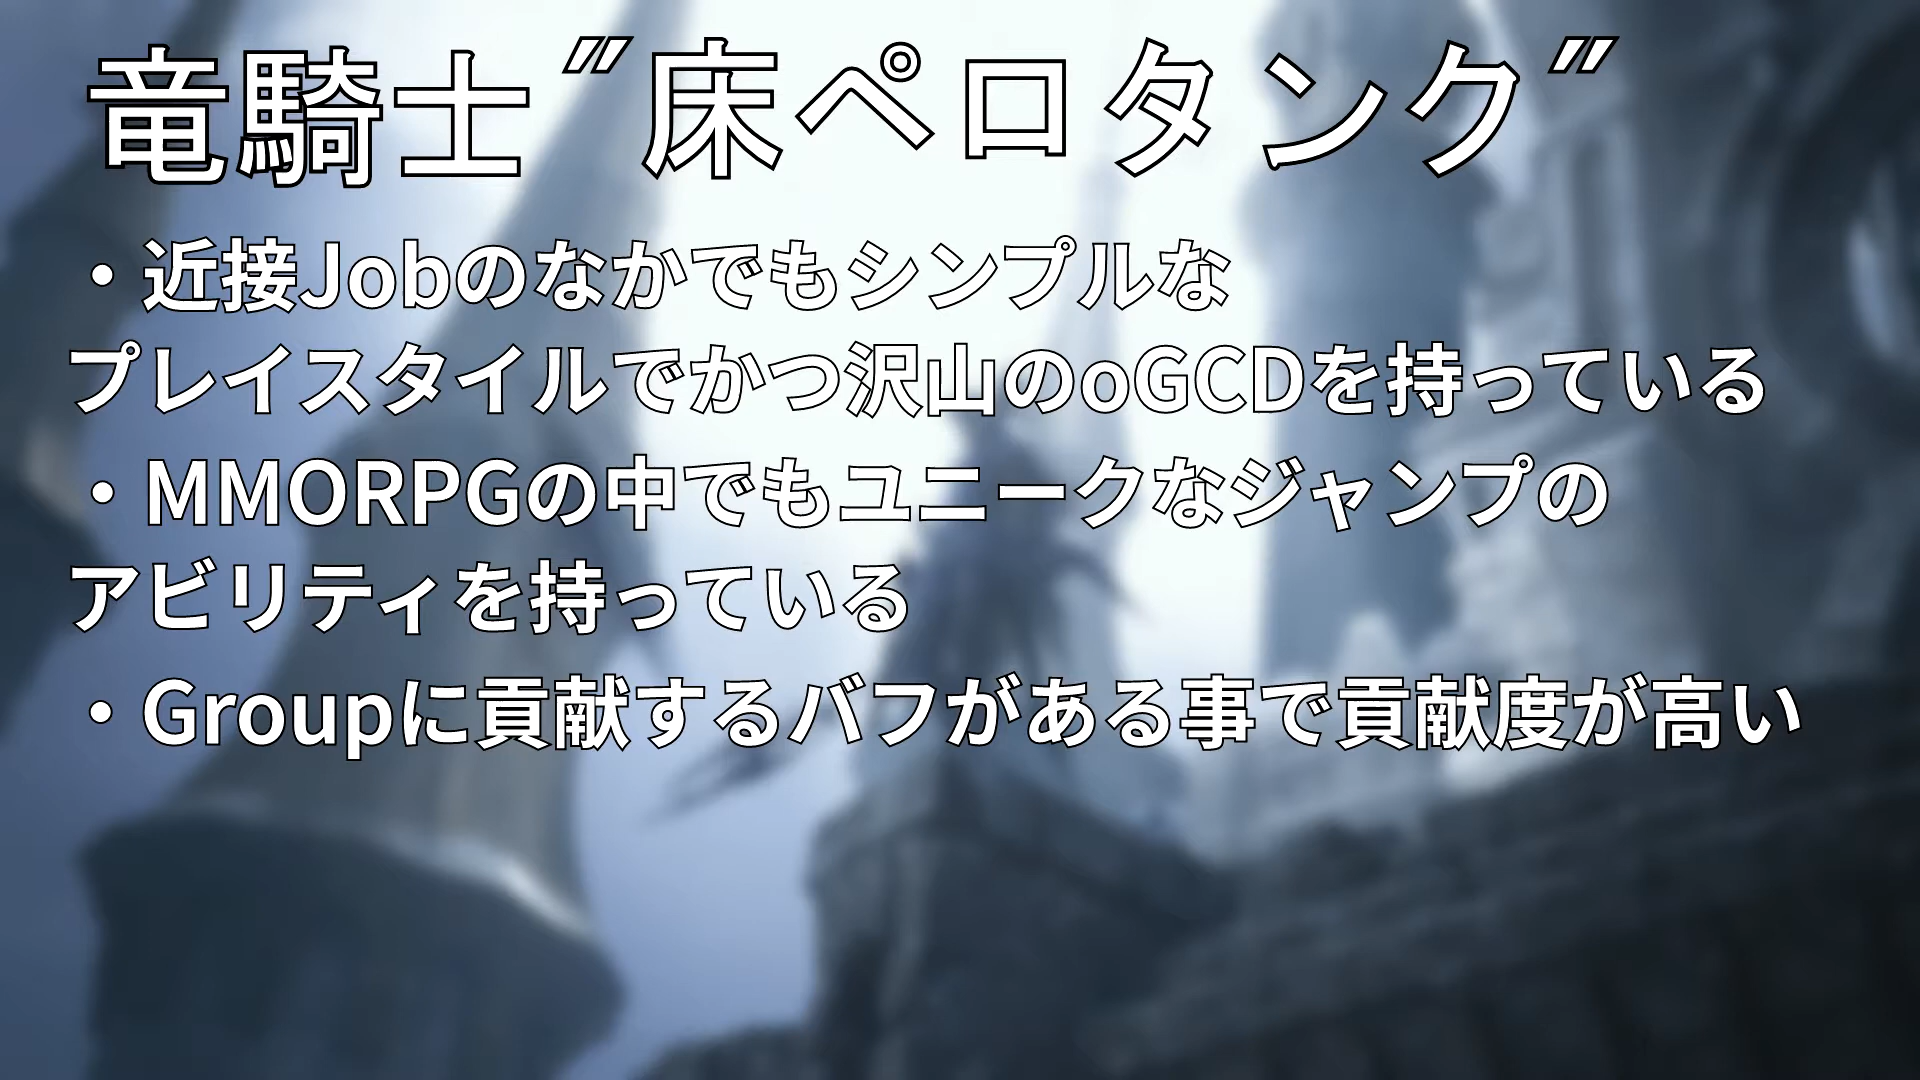 竜騎士″床ペロタンク″
・近接Jobのなかでもシンプルな
プレイスタイルでかつ沢山のoGCDを持っている
・MMORPGの中でもユニークなジャンプの
アビリティを持っている
・Groupに貢献するバフがある事で貢献度が高い